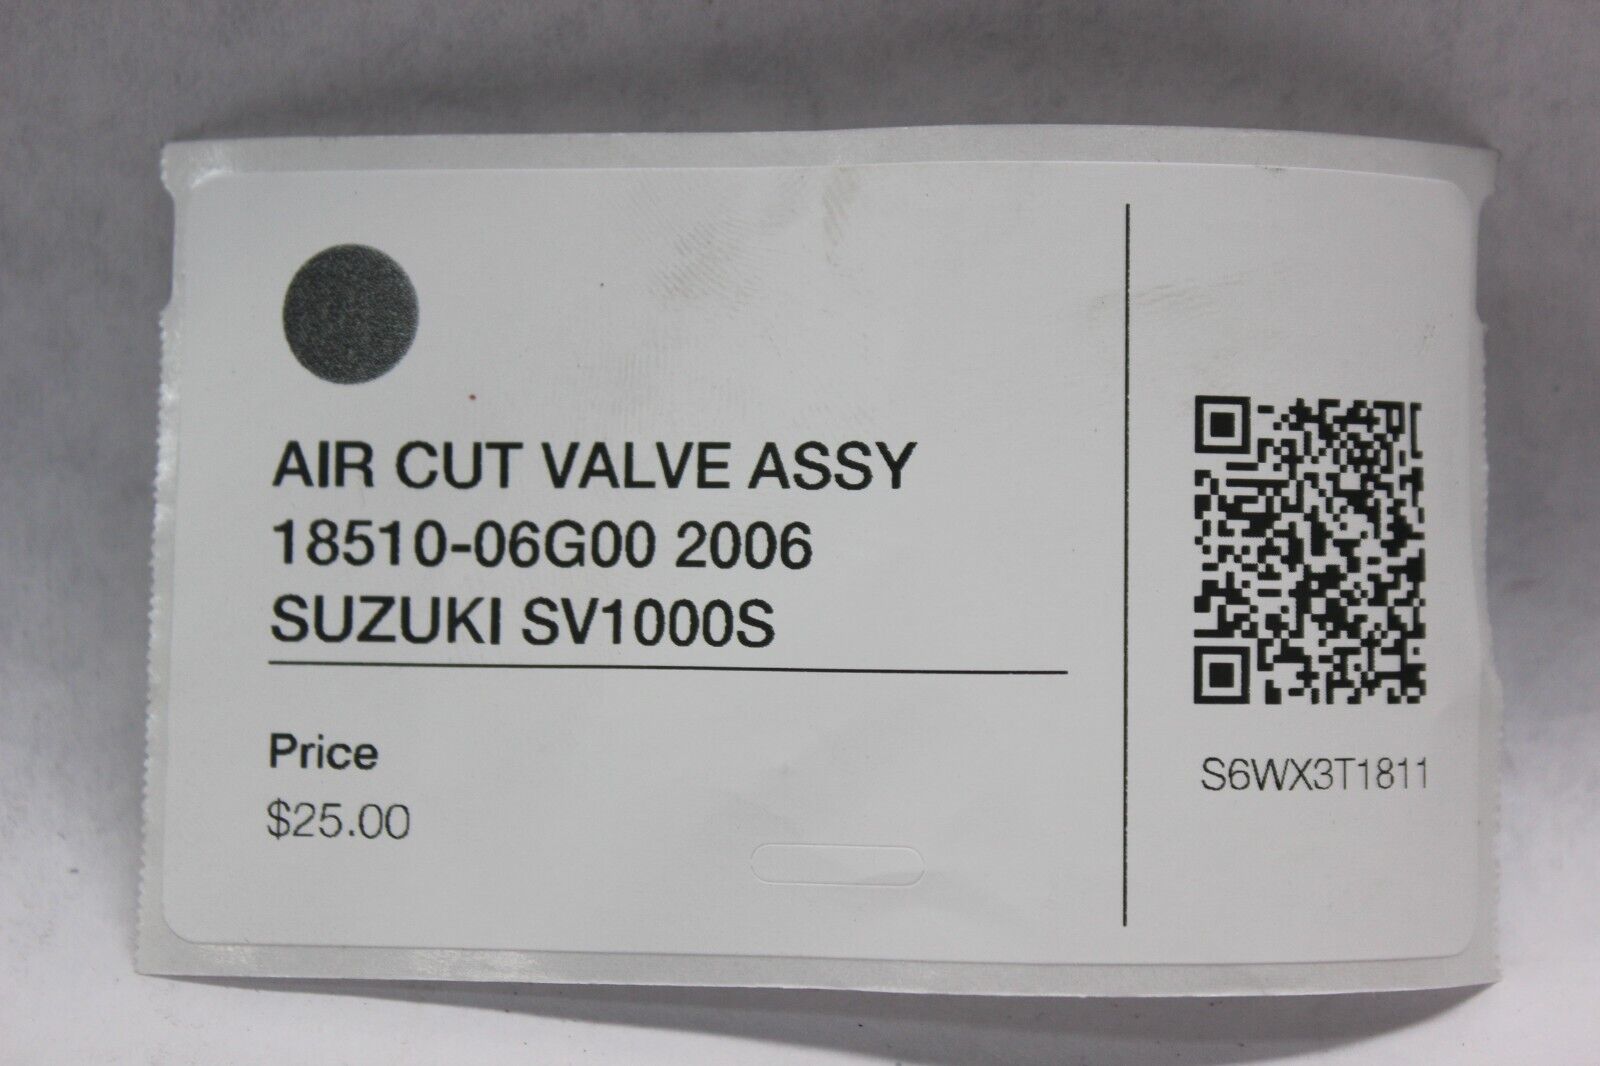 AIR CUT VALVE ASSY
18510-06G00 2006
SUZUKI SV1000S
Price
$25.00
S6WX3T1811